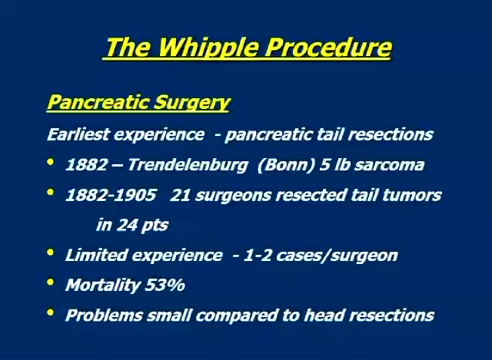 The Whipple Procedure
Pancreatic Surgery
Earliest experience - pancreatic tail resections
• 1882 – Trendelenburg (Bonn) 5 lb sarcoma
• 1882-1905 21 surgeons resected tail tumors
in 24 pts
• Limited experience - 1-2 cases/surgeon
• Mortality 53%
• Problems small compared to head resections